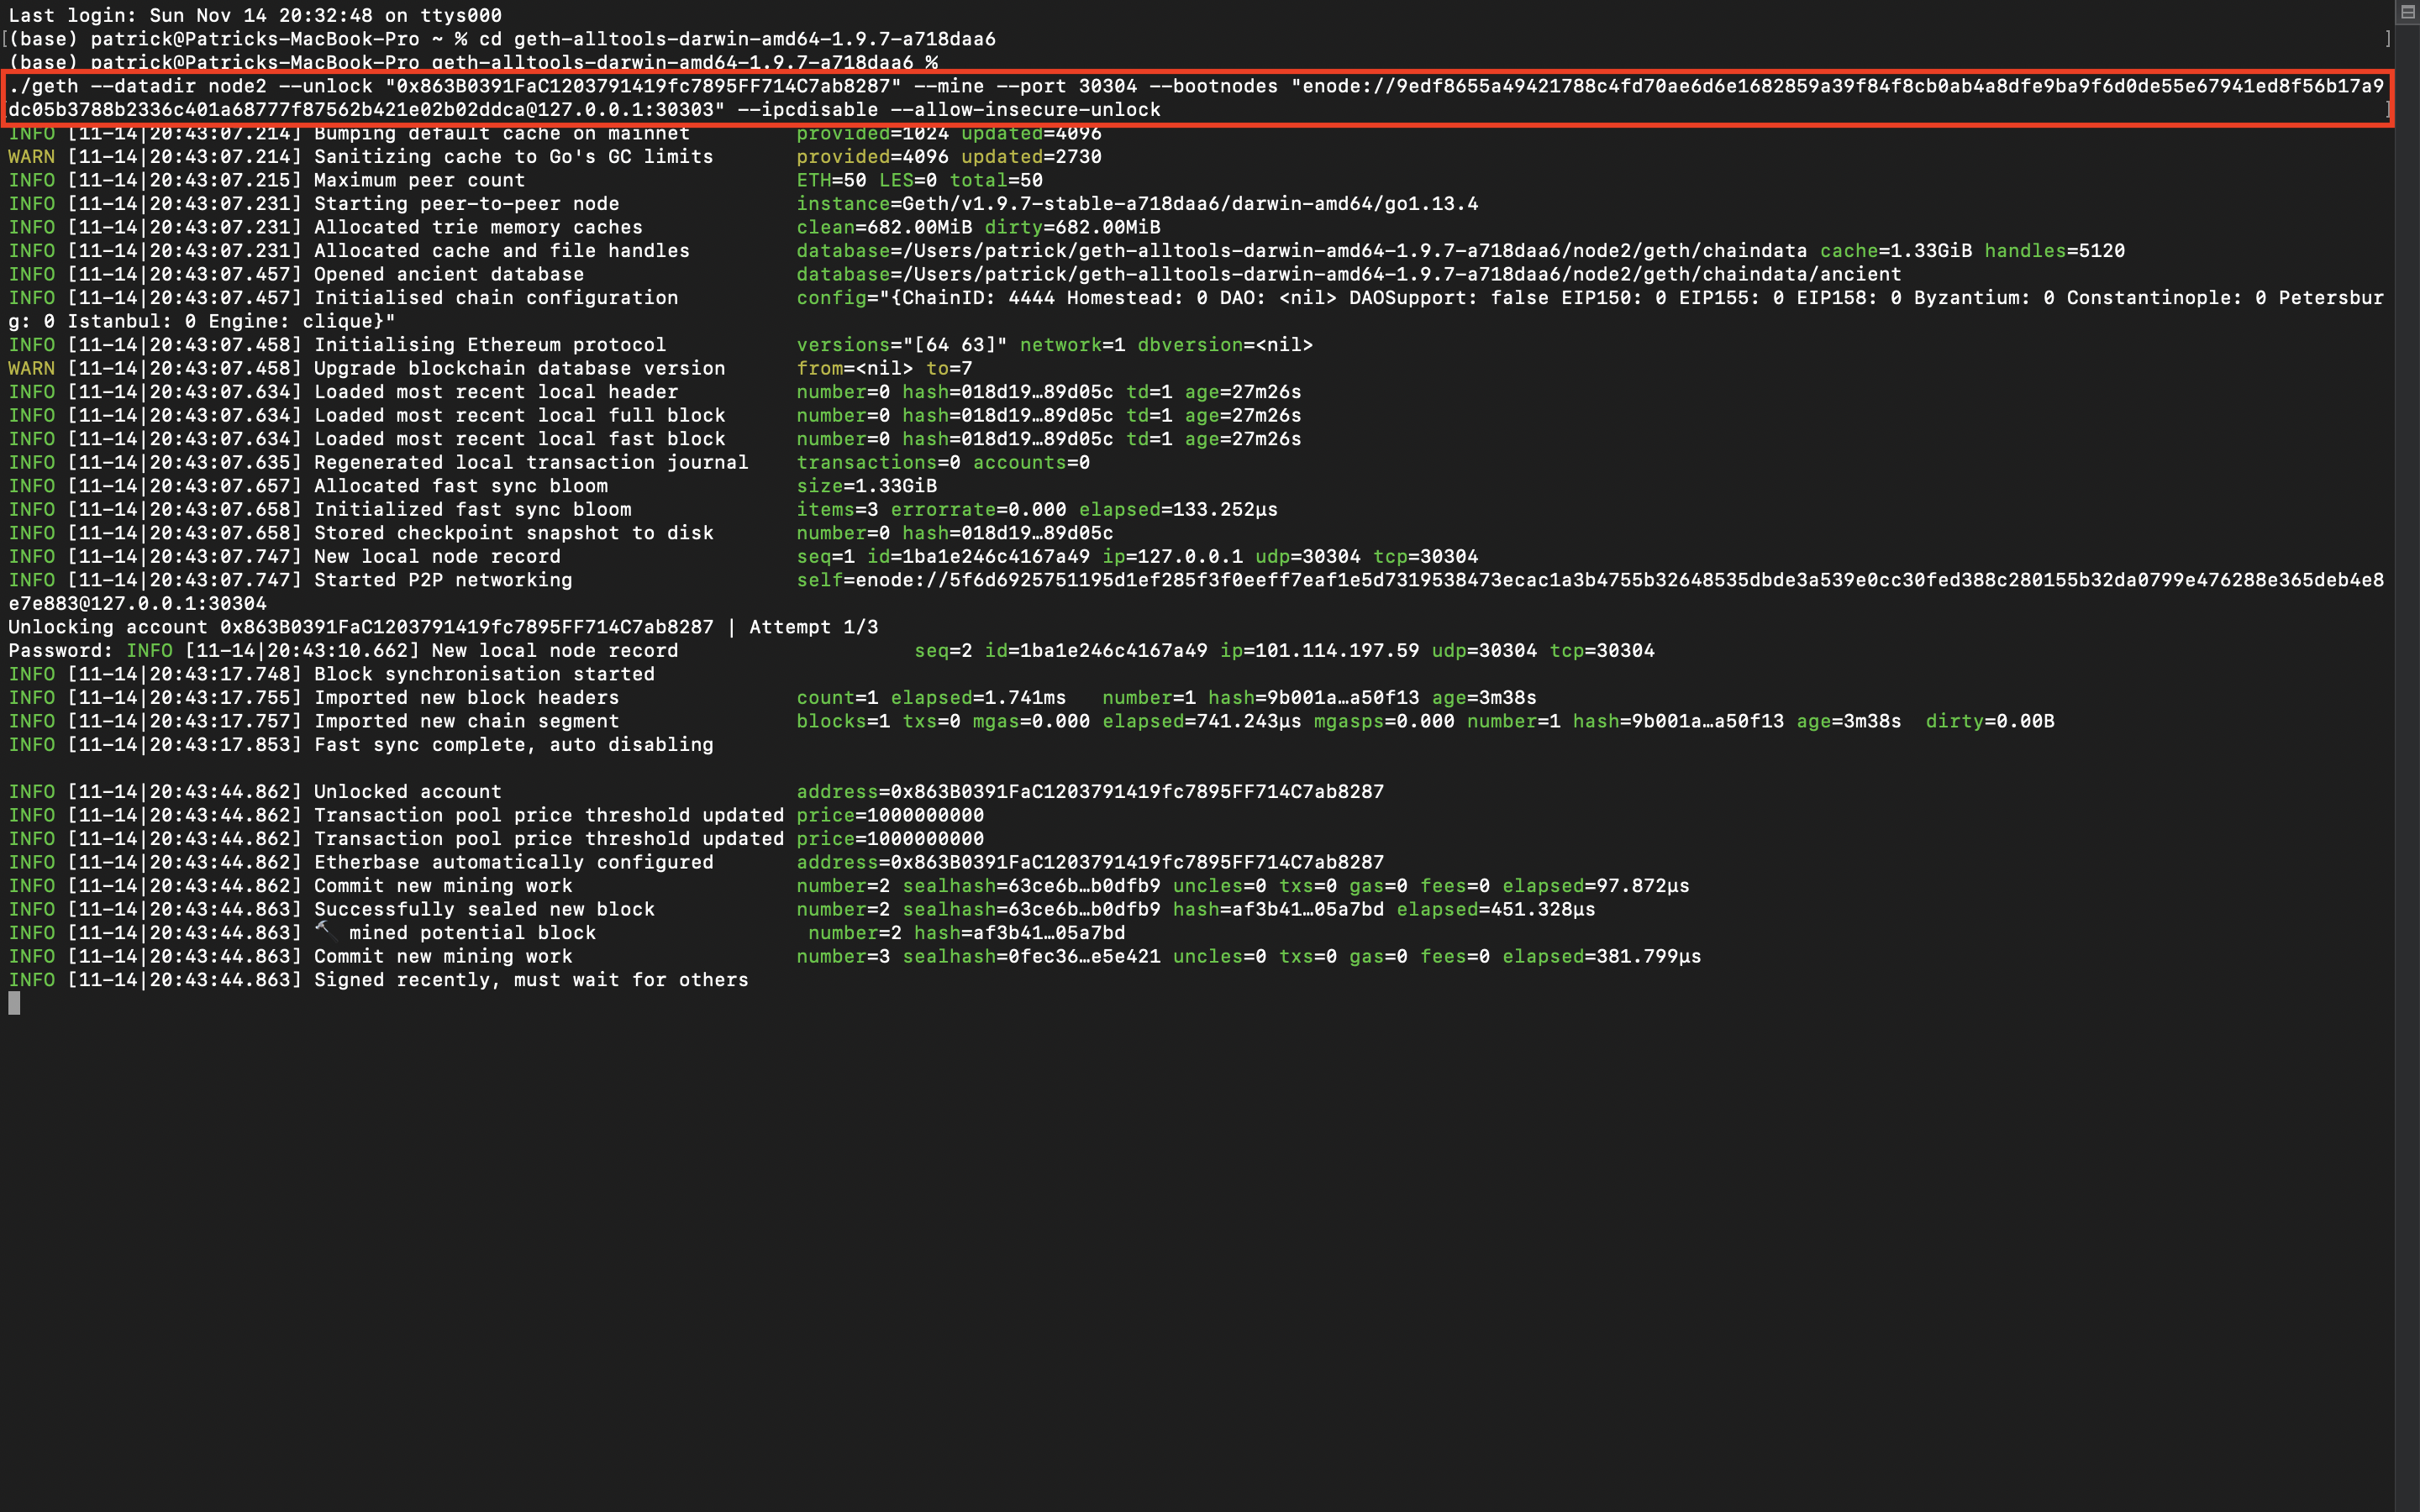 Last login: Sun Nov 14 20:32:48 on ttys000
[(base) patrick@Patricks-MacBook-Pro ~ % cd geth-alltools-darwin-amd64-1.9.7-a718daa6 ]
(base) patrick@Patricks-MacBook-Pro geth-alltools-darwin-amd64-1.9.7-a718daa6 %
./geth --datadir node2 --unlock "0x863B0391FaC1203791419fc7895FF714C7ab8287" --mine --port 30304 --bootnodes "enode://9edf8655a49421788c4fd70ae6d6e1682859a39f84f8cb0ab4a8dfe9ba9f6d0de55e67941ed8f56b17a9
dc05b3788b2336c401a68777f87562b421e02b02ddca@127.0.0.1:30303" --ipcdisable --allow-insecure-unlock ]
INFO [11-14|20:43:07.214] Bumping default cache on mainnet provided=1024 updated=4096
WARN [11-14|20:43:07.214] Sanitizing cache to Go's GC limits provided=4096 updated=2730
INFO [11-14|20:43:07.215] Maximum peer count ETH=50 LES=0 total=50
INFO [11-14|20:43:07.231] Starting peer-to-peer node instance=Geth/v1.9.7-stable-a718daa6/darwin-amd64/go1.13.4
INFO [11-14|20:43:07.231] Allocated trie memory caches clean=682.00MiB dirty=682.00MiB
INFO [11-14|20:43:07.231] Allocated cache and file handles database=/Users/patrick/geth-alltools-darwin-amd64-1.9.7-a718daa6/node2/geth/chaindata cache=1.33GiB handles=5120
INFO [11-14|20:43:07.457] Opened ancient database database=/Users/patrick/geth-alltools-darwin-amd64-1.9.7-a718daa6/node2/geth/chaindata/ancient
INFO [11-14|20:43:07.457] Initialised chain configuration config="{ChainID: 4444 Homestead: 0 DAO: <nil> DAOSupport: false EIP150: 0 EIP155: 0 EIP158: 0 Byzantium: 0 Constantinople: 0 Petersbur
g: 0 Istanbul: 0 Engine: clique}"
INFO [11-14|20:43:07.458] Initialising Ethereum protocol versions="[64 63]" network=1 dbversion=<nil>
WARN [11-14|20:43:07.458] Upgrade blockchain database version from=<nil> to=7
INFO [11-14|20:43:07.634] Loaded most recent local header number=0 hash=018d19…89d05c td=1 age=27m26s
INFO [11-14|20:43:07.634] Loaded most recent local full block number=0 hash=018d19…89d05c td=1 age=27m26s
INFO [11-14|20:43:07.634] Loaded most recent local fast block number=0 hash=018d19…89d05c td=1 age=27m26s
INFO [11-14|20:43:07.635] Regenerated local transaction journal transactions=0 accounts=0
INFO [11-14|20:43:07.657] Allocated fast sync bloom size=1.33GiB
INFO [11-14|20:43:07.658] Initialized fast sync bloom items=3 errorrate=0.000 elapsed=133.252µs
INFO [11-14|20:43:07.658] Stored checkpoint snapshot to disk number=0 hash=018d19…89d05c
INFO [11-14|20:43:07.747] New local node record seq=1 id=1ba1e246c4167a49 ip=127.0.0.1 udp=30304 tcp=30304
INFO [11-14|20:43:07.747] Started P2P networking self=enode://5f6d6925751195d1ef285f3f0eeff7eaf1e5d7319538473ecac1a3b4755b32648535dbde3a539e0cc30fed388c280155b32da0799e476288e365deb4e8
e7e883@127.0.0.1:30304
Unlocking account 0x863B0391FaC1203791419fc7895FF714C7ab8287 | Attempt 1/3
Password: INFO [11-14|20:43:10.662] New local node record seq=2 id=1ba1e246c4167a49 ip=101.114.197.59 udp=30304 tcp=30304
INFO [11-14|20:43:17.748] Block synchronisation started
INFO [11-14|20:43:17.755] Imported new block headers count=1 elapsed=1.741ms number=1 hash=9b001a…a50f13 age=3m38s
INFO [11-14|20:43:17.757] Imported new chain segment blocks=1 txs=0 mgas=0.000 elapsed=741.243µs mgasps=0.000 number=1 hash=9b001a…a50f13 age=3m38s dirty=0.00B
INFO [11-14|20:43:17.853] Fast sync complete, auto disabling
INFO [11-14|20:43:44.862] Unlocked account address=0x863B0391FaC1203791419fc7895FF714C7ab8287
INFO [11-14|20:43:44.862] Transaction pool price threshold updated price=1000000000
INFO [11-14|20:43:44.862] Transaction pool price threshold updated price=1000000000
INFO [11-14|20:43:44.862] Etherbase automatically configured address=0x863B0391FaC1203791419fc7895FF714C7ab8287
INFO [11-14|20:43:44.862] Commit new mining work number=2 sealhash=63ce6b…b0dfb9 uncles=0 txs=0 gas=0 fees=0 elapsed=97.872µs
INFO [11-14|20:43:44.863] Successfully sealed new block number=2 sealhash=63ce6b…b0dfb9 hash=af3b41…05a7bd elapsed=451.328µs
INFO [11-14|20:43:44.863] 🔨 mined potential block number=2 hash=af3b41…05a7bd
INFO [11-14|20:43:44.863] Commit new mining work number=3 sealhash=0fec36…e5e421 uncles=0 txs=0 gas=0 fees=0 elapsed=381.799µs
INFO [11-14|20:43:44.863] Signed recently, must wait for others